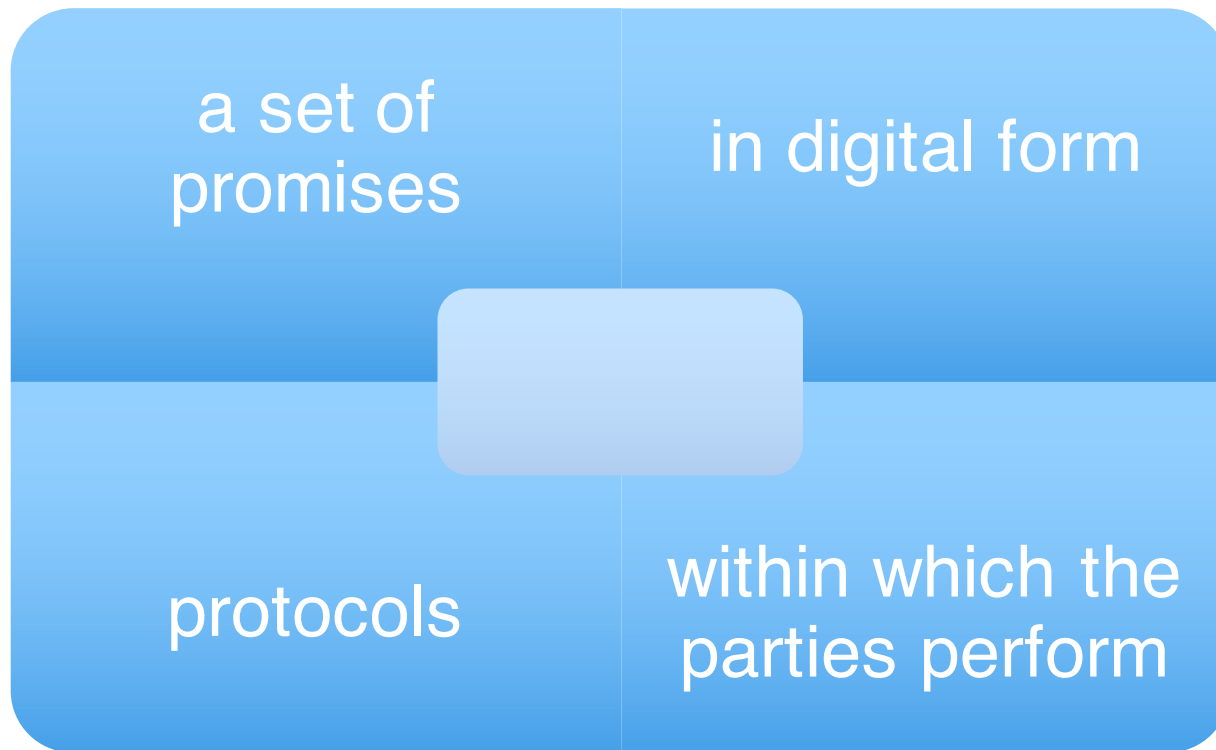 a set of
promises
in digital form
protocols
within which the
parties perform